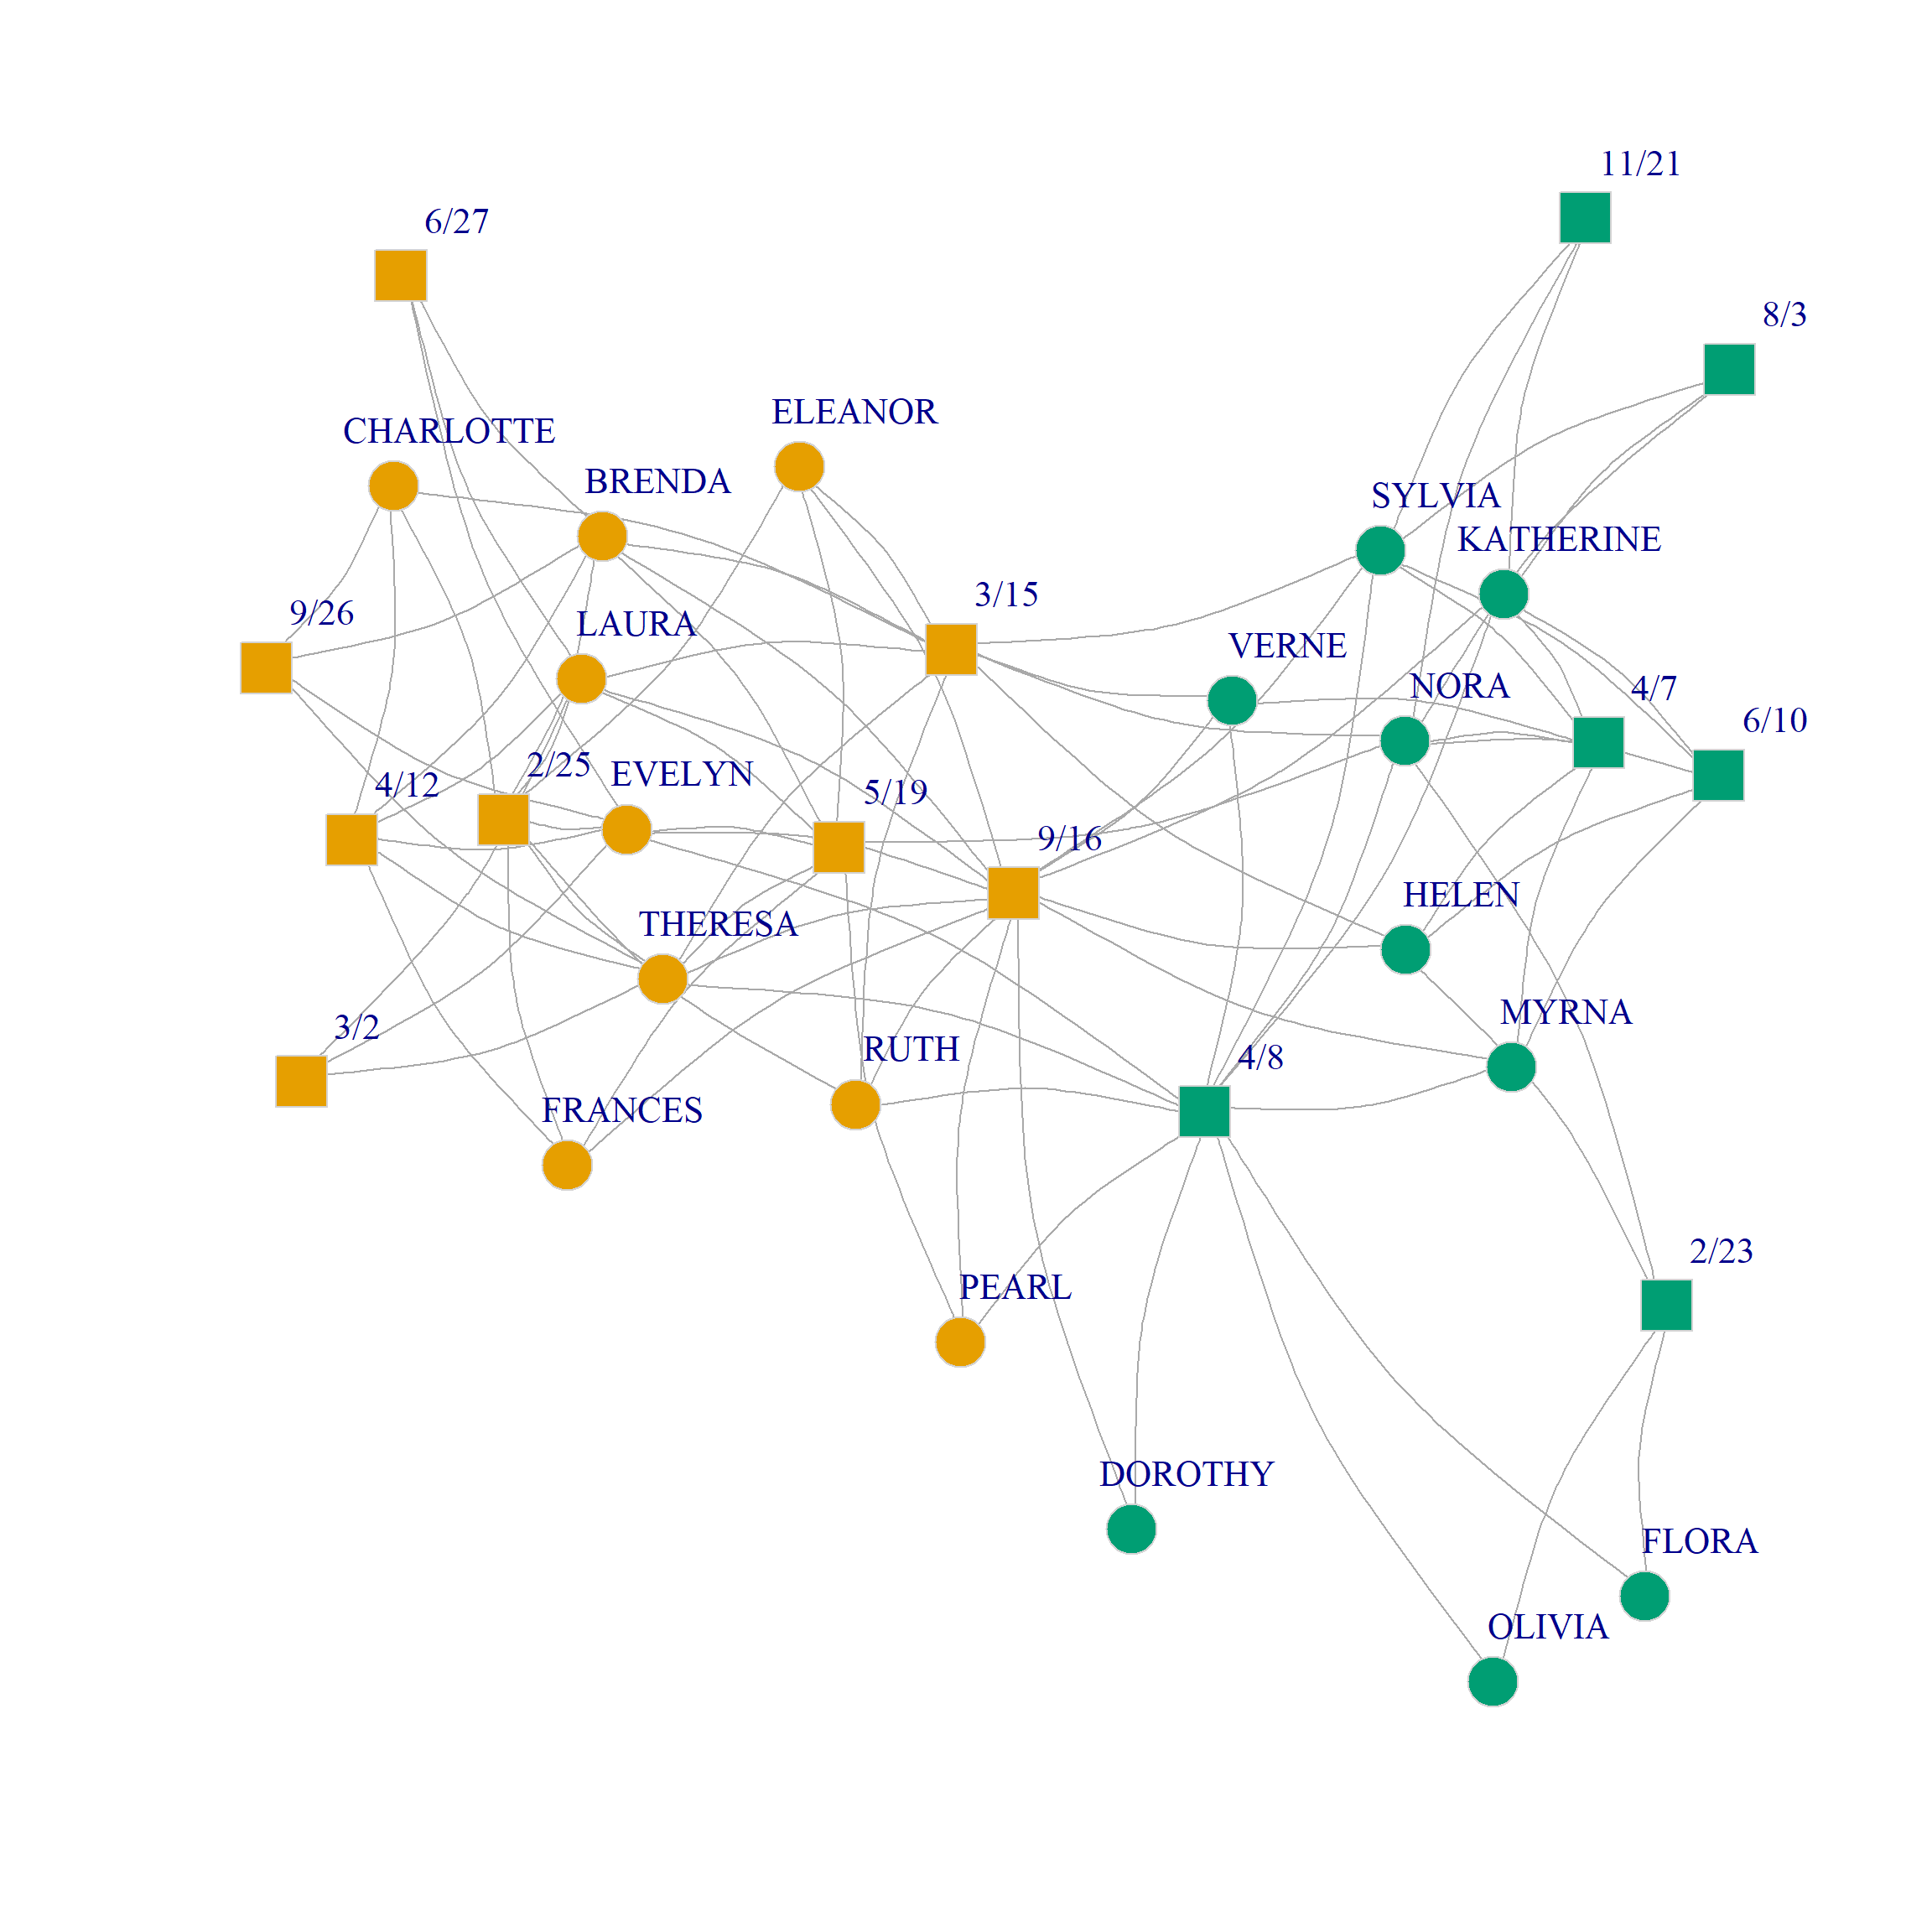 11/21
6/27
8/3
ELEANOR
CHARLOTTE
BRENDA
SYLVIA
KATHERINE
3/15
9/26
LAURA
VERNE
NORA
4/7
6/10
2/25
EVELYN
4/12
5/19
9/16
HELEN
THERESA
MYRNA
3/2
RUTH
4/8
FRANCES
2/23
PEARL
DOROTHY
FLORA
OLIVIA